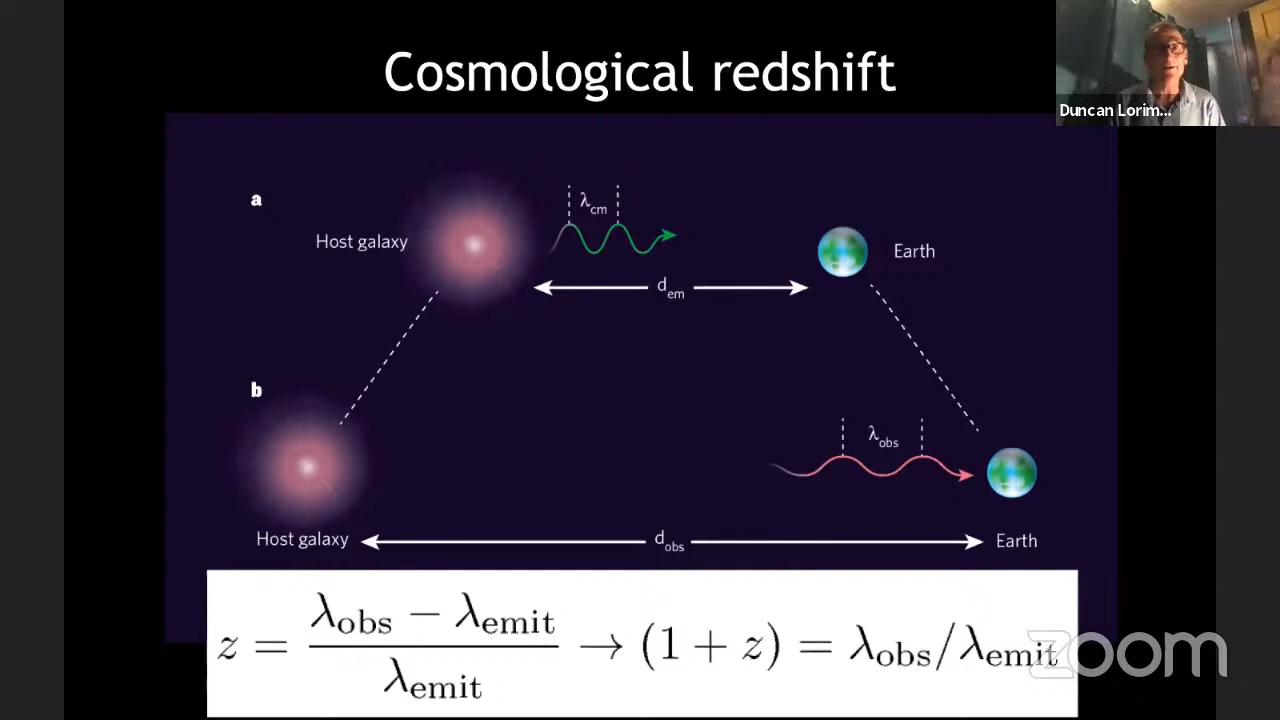 Cosmological redshift
Duncan Lorim...
a
λcm
Host galaxy
Earth
dem
b
λobs
Host galaxy
dobs
Earth
z = (λobs − λemit) / λemit → (1 + z) = λobs/λemit
zoom